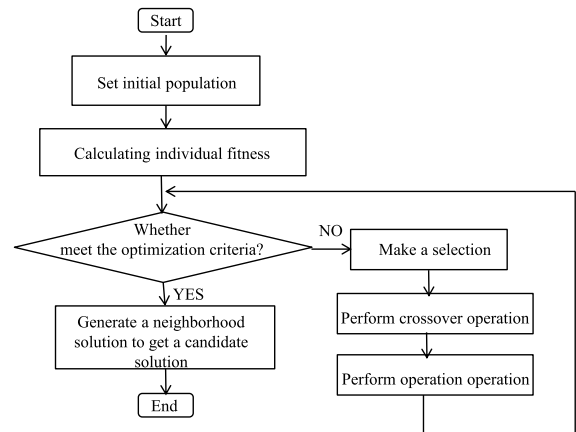 Start
Set initial population
Calculating individual fitness
Whether
meet the optimization criteria?
NO
Make a selection
YES
Generate a neighborhood
solution to get a candidate
solution
Perform crossover operation
Perform operation operation
End